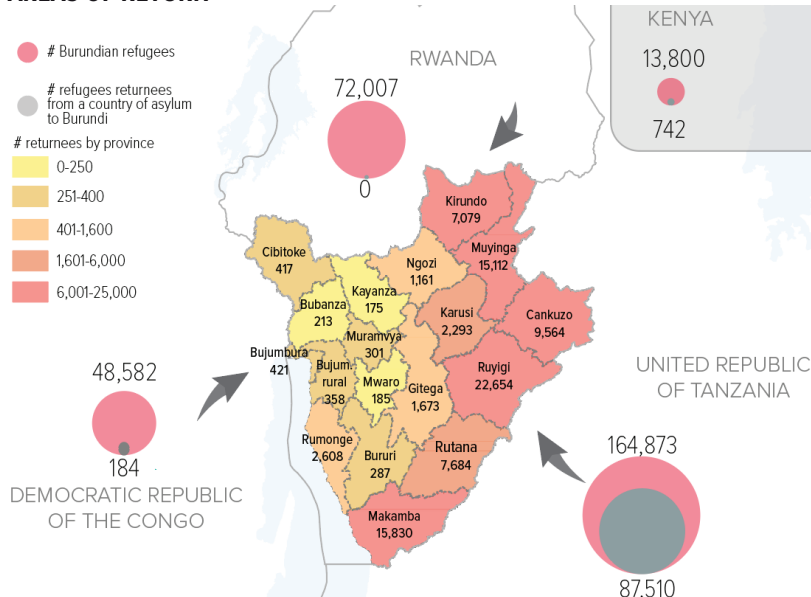 AREAS OF RETURN
# Burundian refugees
# refugees returnees
from a country of asylum
to Burundi
# returnees by province
0-250
251-400
401-1,600
1,601-6,000
6,001-25,000
RWANDA
72,007
0
KENYA
13,800
742
Kirundo
7,079
Muyinga
15,112
Cibitoke
417
Ngozi
1,161
Kayanza
175
Bubanza
213
Karusi
2,293
Cankuzo
9,564
Muramvya
301
Bujumbura
421
Bujum.
rural
358
Mwaro
185
Gitega
1,673
Ruyigi
22,654
Rumonge
2,608
Bururi
287
Rutana
7,684
Makamba
15,830
48,582
184
DEMOCRATIC REPUBLIC
OF THE CONGO
UNITED REPUBLIC
OF TANZANIA
164,873
87,510